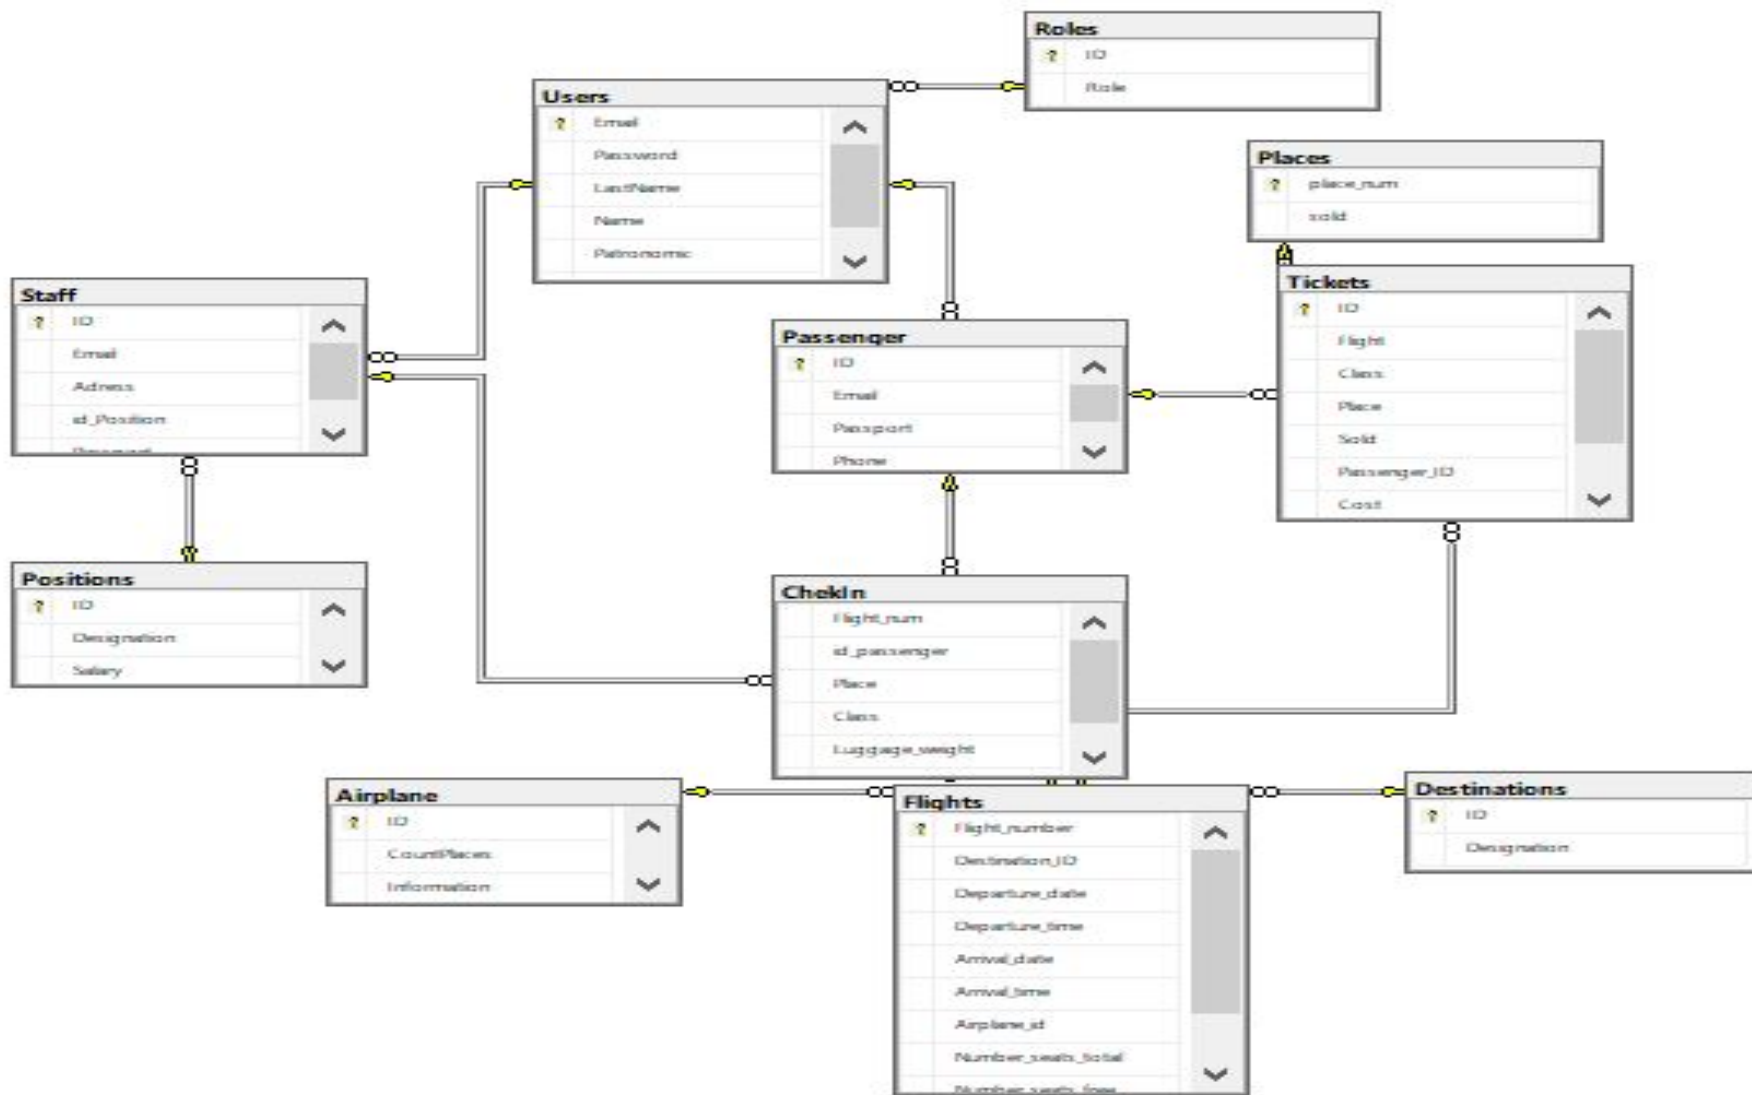 Roles
ID
Role
Users
Email
Password
LastName
Name
Patronomic
Places
place_num
sold
Staff
ID
Email
Adress
id_Position
Passenger
ID
Email
Passport
Phone
Tickets
ID
Flight
Class
Place
Sold
Passenger_ID
Cost
Positions
ID
Designation
Salary
ChekIn
Flight_num
id_passenger
Place
Class
Luggage_weight
Airplane
ID
CountPlaces
Information
Flights
Flight_number
Destination_ID
Departure_date
Departure_time
Arrival_date
Arrival_time
Airplane_id
Number_seats_total
Number_seats_free
Destinations
ID
Designation